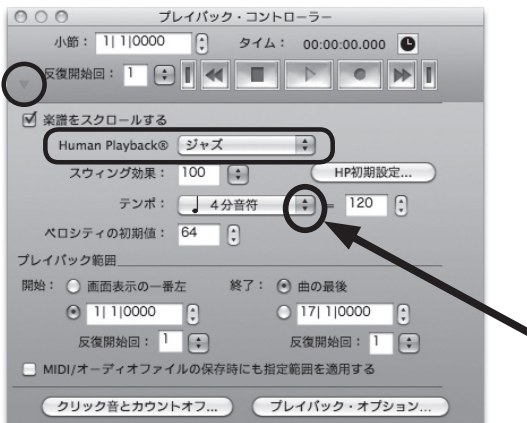 プレイバック・コントローラー
小節： 1| 1|0000 タイム： 00:00:00.000
反復開始回： 1
楽譜をスクロールする
Human Playback® ジャズ
スウィング効果： 100 HP初期設定...
テンポ： 4分音符 = 120
ベロシティの初期値： 64
プレイバック範囲
開始： 画面表示の一番左 終了： 曲の最後
1| 1|0000 17| 1|0000
反復開始回： 1 反復開始回： 1
MIDI/オーディオファイルの保存時にも指定範囲を適用する
クリック音とカウントオフ... プレイバック・オプション...